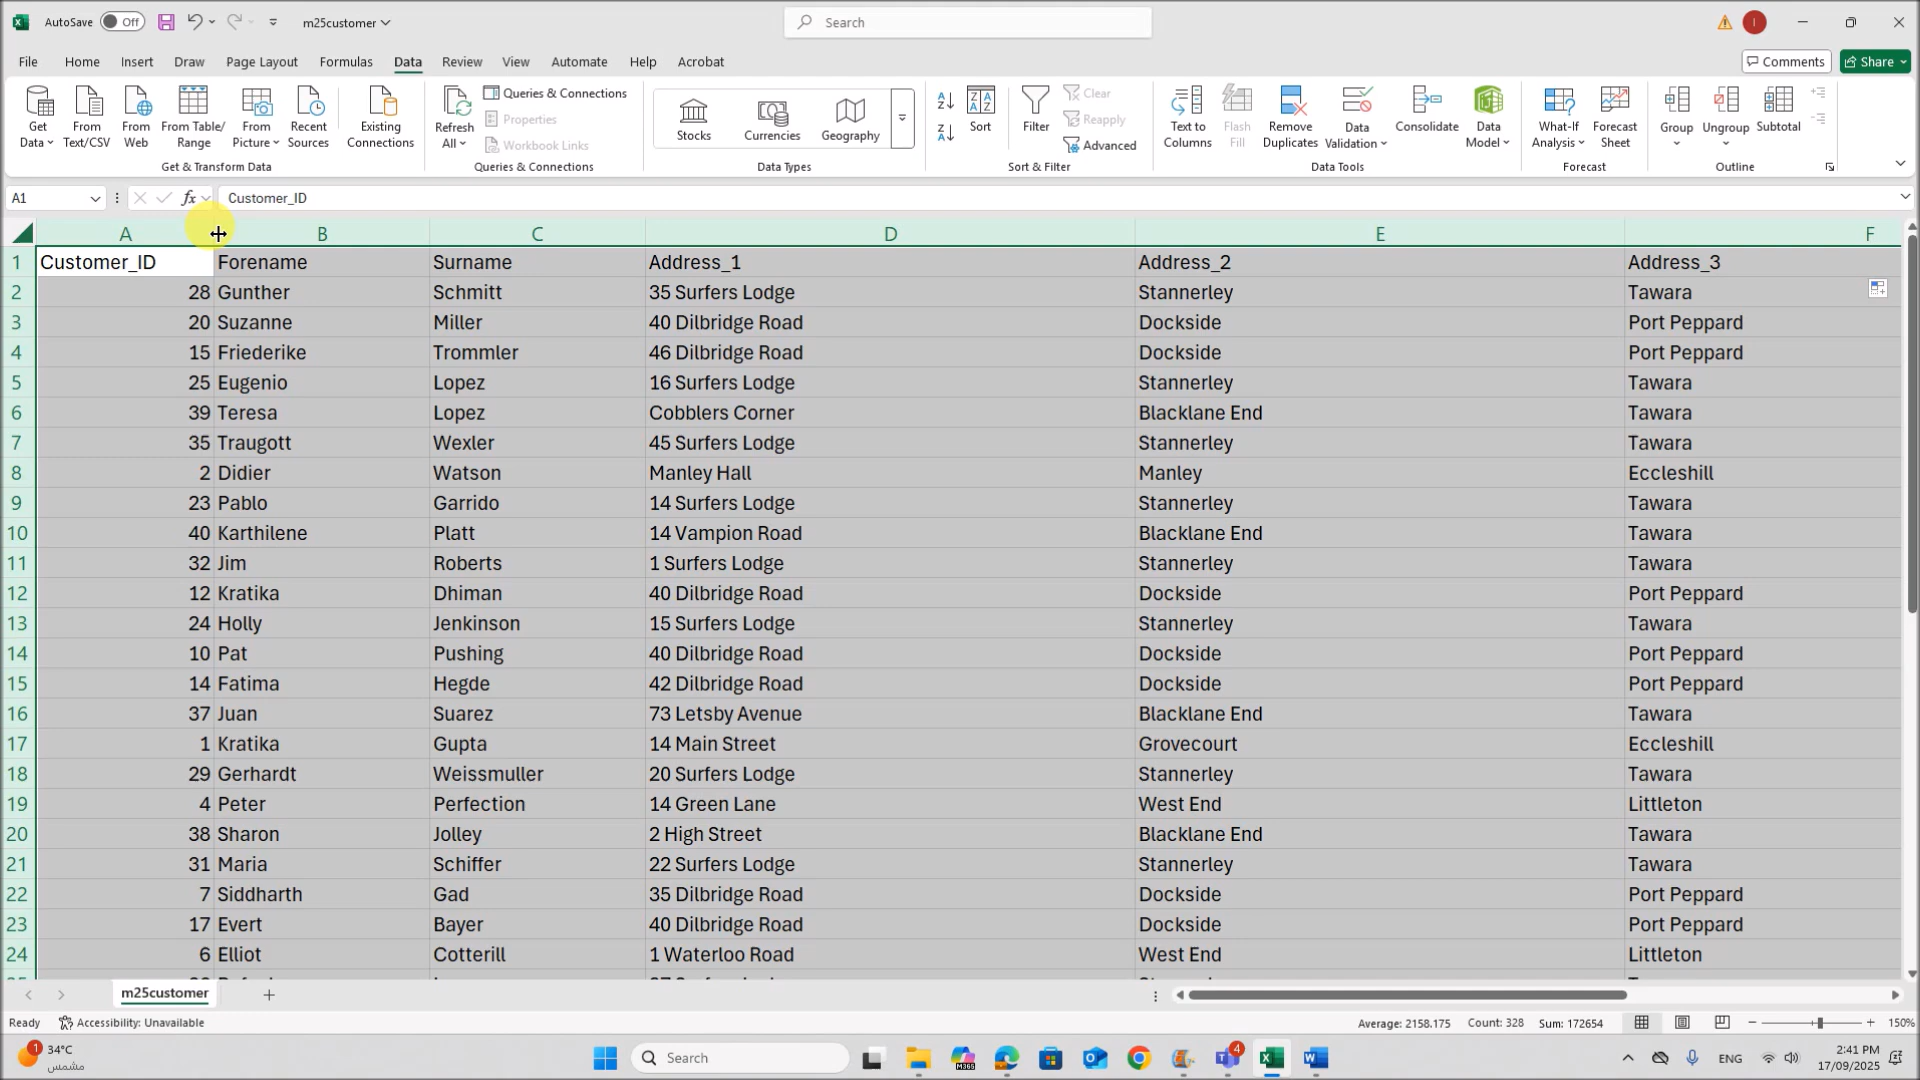 AutoSave Off m25customer Search
File Home Insert Draw Page Layout Formulas Data Review View Automate Help Acrobat Comments Share
Get Data From Text/CSV From Web From Table/Range From Picture Recent Sources Existing Connections
Get & Transform Data
Refresh All Queries & Connections Properties Workbook Links
Queries & Connections
Stocks Currencies Geography
Data Types
Sort Filter Clear Reapply Advanced
Sort & Filter
Text to Columns Flash Fill Remove Duplicates Data Validation Consolidate Data Model
Data Tools
What-If Analysis Forecast Sheet
Forecast
Group Ungroup Subtotal
Outline
A1 fx Customer_ID
A B C D E F
1 Customer_ID Forename Surname Address_1 Address_2 Address_3
2 28 Gunther Schmitt 35 Surfers Lodge Stannerley Tawara
3 20 Suzanne Miller 40 Dilbridge Road Dockside Port Peppard
4 15 Friederike Trommler 46 Dilbridge Road Dockside Port Peppard
5 25 Eugenio Lopez 16 Surfers Lodge Stannerley Tawara
6 39 Teresa Lopez Cobblers Corner Blacklane End Tawara
7 35 Traugott Wexler 45 Surfers Lodge Stannerley Tawara
8 2 Didier Watson Manley Hall Manley Eccleshill
9 23 Pablo Garrido 14 Surfers Lodge Stannerley Tawara
10 40 Karthilene Platt 14 Vampion Road Blacklane End Tawara
11 32 Jim Roberts 1 Surfers Lodge Stannerley Tawara
12 12 Kratika Dhiman 40 Dilbridge Road Dockside Port Peppard
13 24 Holly Jenkinson 15 Surfers Lodge Stannerley Tawara
14 10 Pat Pushing 40 Dilbridge Road Dockside Port Peppard
15 14 Fatima Hegde 42 Dilbridge Road Dockside Port Peppard
16 37 Juan Suarez 73 Letsby Avenue Blacklane End Tawara
17 1 Kratika Gupta 14 Main Street Grovecourt Eccleshill
18 29 Gerhardt Weissmuller 20 Surfers Lodge Stannerley Tawara
19 4 Peter Perfection 14 Green Lane West End Littleton
20 38 Sharon Jolley 2 High Street Blacklane End Tawara
21 31 Maria Schiffer 22 Surfers Lodge Stannerley Tawara
22 7 Siddharth Gad 35 Dilbridge Road Dockside Port Peppard
23 17 Evert Bayer 40 Dilbridge Road Dockside Port Peppard
24 6 Elliot Cotterill 1 Waterloo Road West End Littleton
m25customer
Ready Accessibility: Unavailable Average: 2158.175 Count: 328 Sum: 172654 150%
1 34°C
مشمس
Search 4 ENG 2:41 PM
17/09/2025